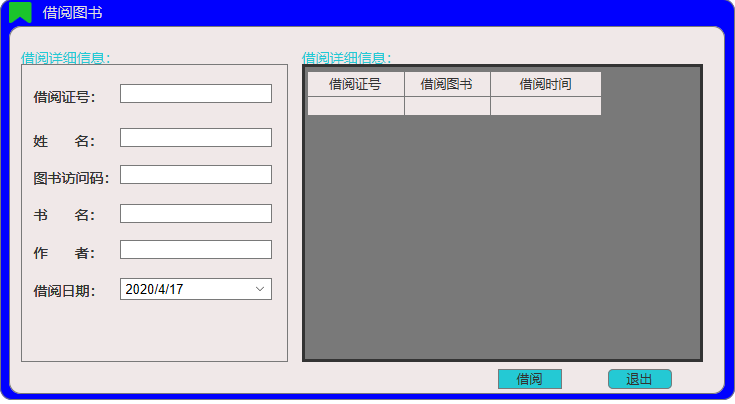 借阅图书
借阅详细信息：
借阅证号：
姓 名：
图书访问码：
书 名：
作 者：
借阅日期： 2020/4/17
借阅详细信息：
借阅证号 借阅图书 借阅时间
借阅 退出